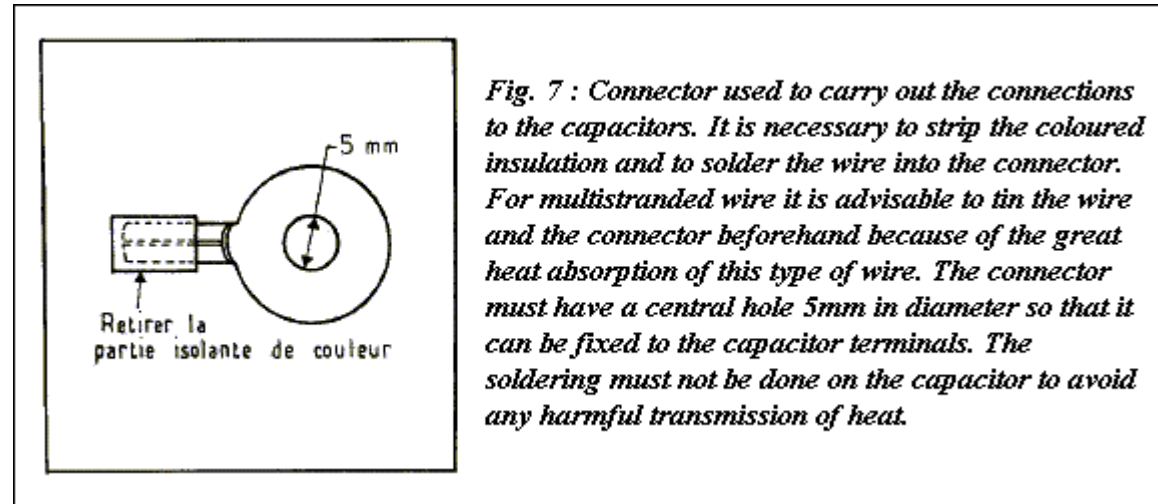 5 mm
Retirer la
partie isolante de couleur
Fig. 7 : Connector used to carry out the connections
to the capacitors. It is necessary to strip the coloured
insulation and to solder the wire into the connector.
For multistranded wire it is advisable to tin the wire
and the connector beforehand because of the great
heat absorption of this type of wire. The connector
must have a central hole 5mm in diameter so that it
can be fixed to the capacitor terminals. The
soldering must not be done on the capacitor to avoid
any harmful transmission of heat.